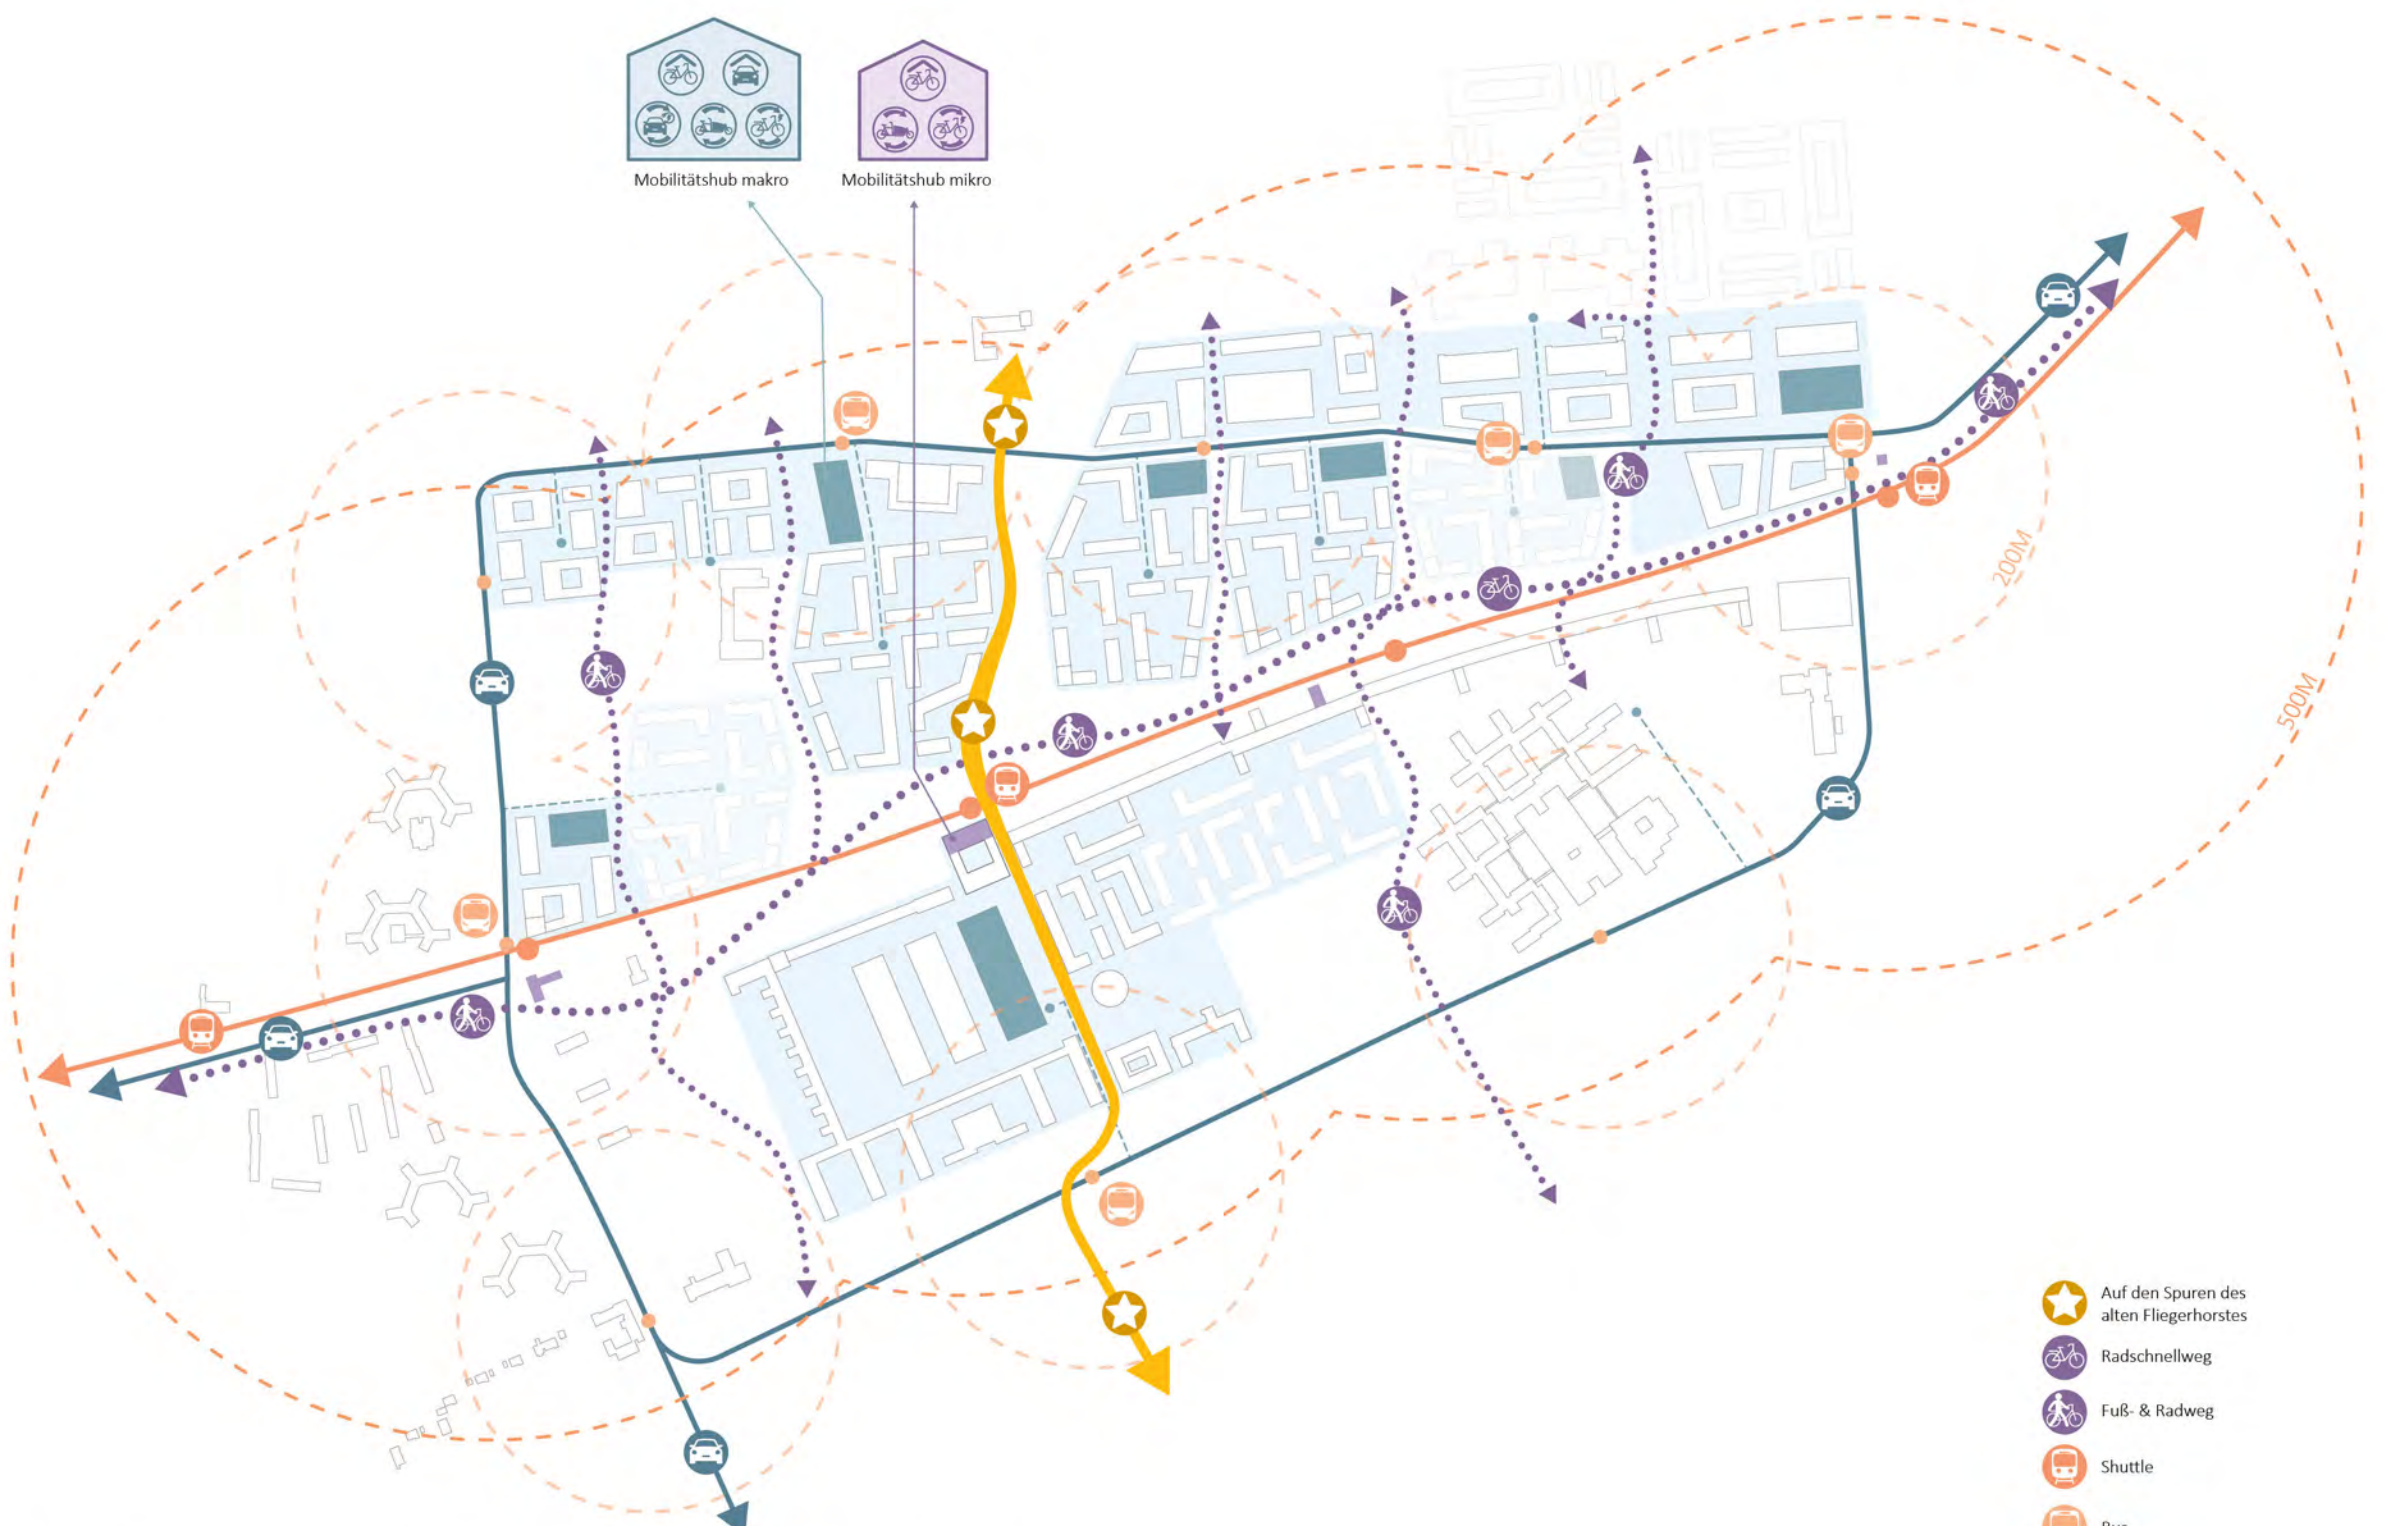 Mobilitätshub makro
Mobilitätshub mikro
200M
500M
Auf den Spuren des
alten Fliegerhorstes
Radschnellweg
Fuß- & Radweg
Shuttle